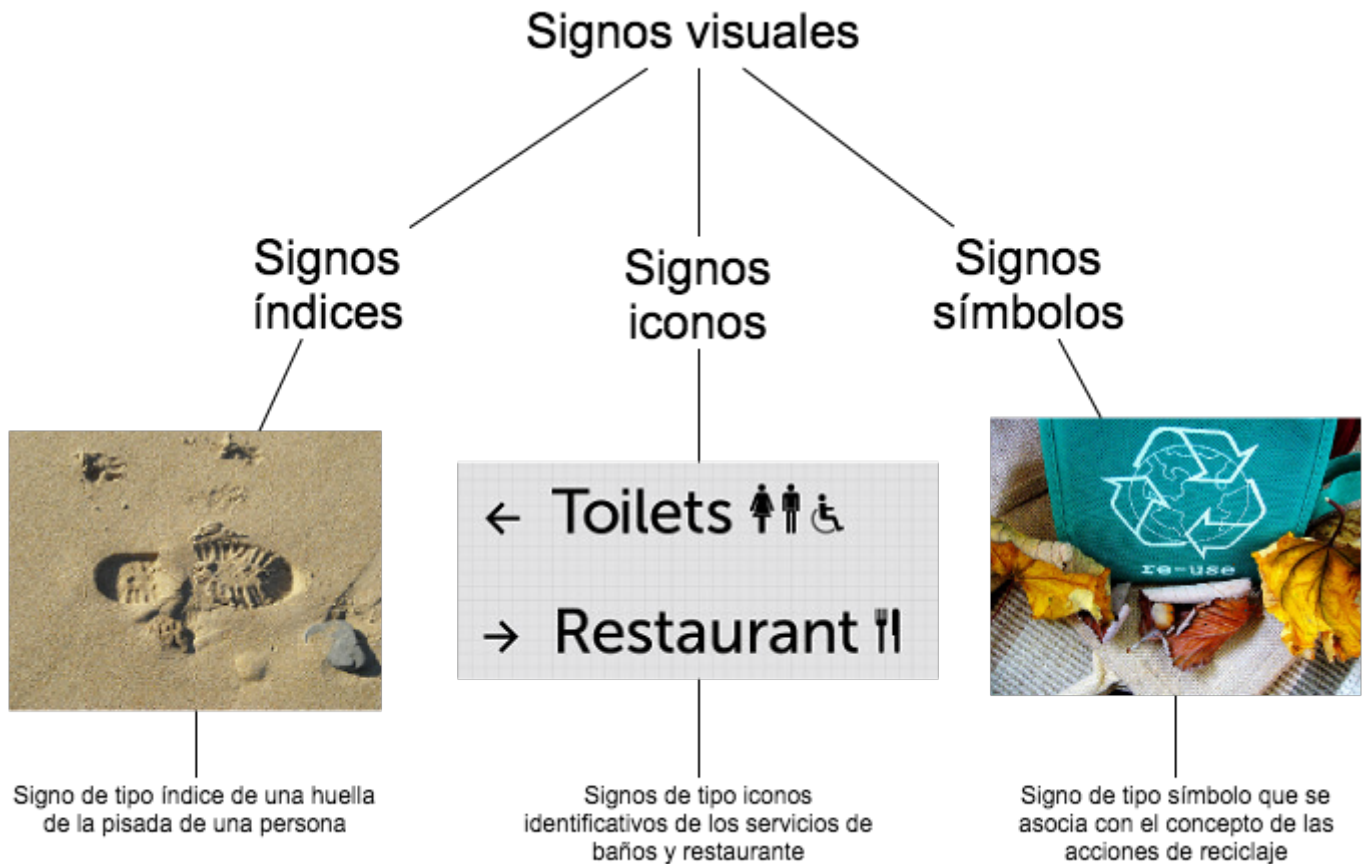 Signos visuales
Signos
índices
Signos
iconos
Signos
símbolos
← Toilets
→ Restaurant
re-use
Signo de tipo índice de una huella
de la pisada de una persona
Signos de tipo iconos
identificativos de los servicios de
baños y restaurante
Signo de tipo símbolo que se
asocia con el concepto de las
acciones de reciclaje